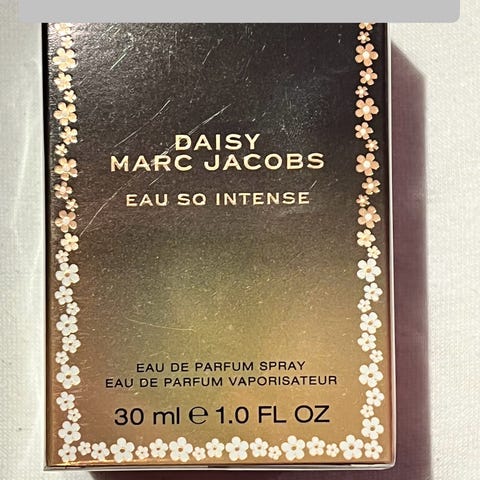 DAISY
MARC JACOBS
EAU SO INTENSE
EAU DE PARFUM SPRAY
EAU DE PARFUM VAPORISATEUR
30 ml ℮ 1.0 FL OZ